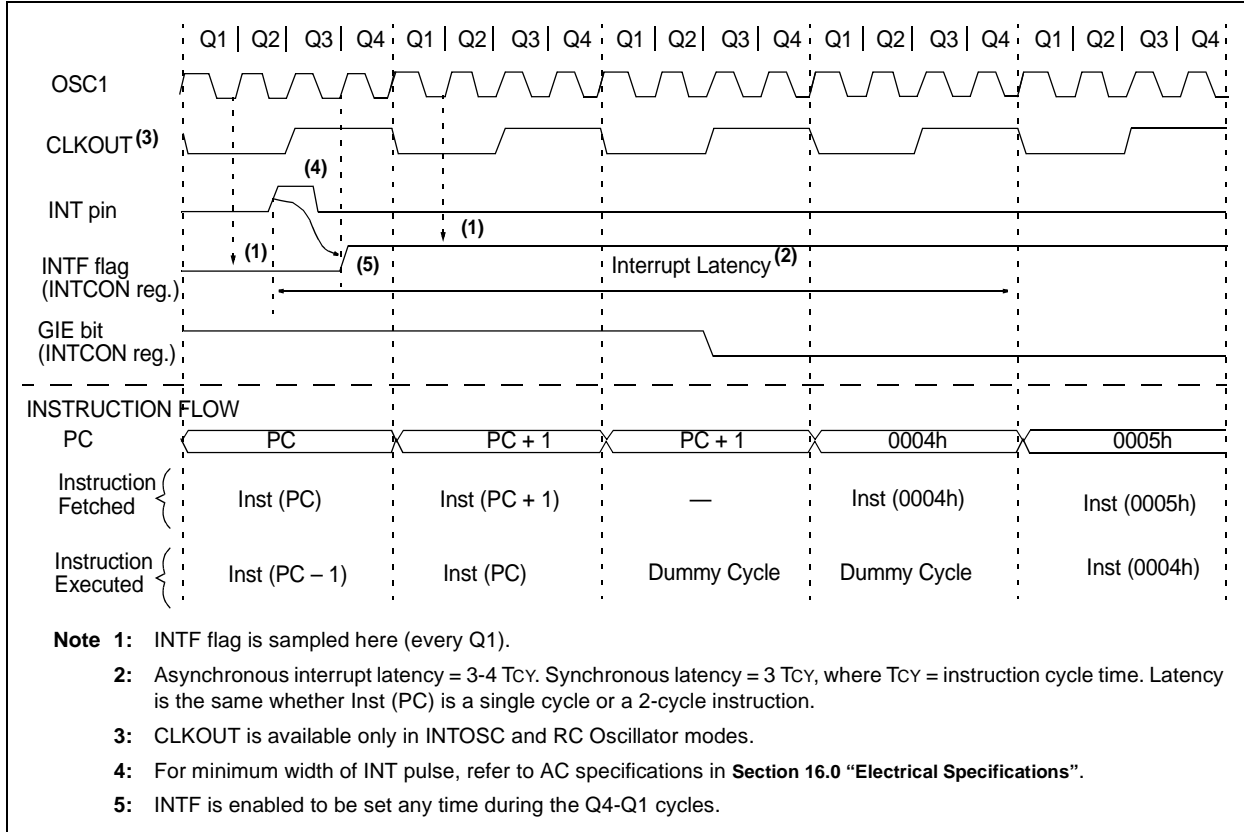 Q1 | Q2 | Q3 | Q4 Q1 | Q2 | Q3 | Q4 Q1 | Q2 | Q3 | Q4 Q1 | Q2 | Q3 | Q4 Q1 | Q2 | Q3 | Q4
OSC1
CLKOUT (3)
(4)
INT pin
(1)
(1) (5)
INTF flag
(INTCON reg.)
Interrupt Latency (2)
GIE bit
(INTCON reg.)
INSTRUCTION FLOW
PC PC PC + 1 PC + 1 0004h 0005h
Instruction
Fetched
Inst (PC) Inst (PC + 1) — Inst (0004h) Inst (0005h)
Instruction
Executed
Inst (PC – 1) Inst (PC) Dummy Cycle Dummy Cycle Inst (0004h)
Note 1: INTF flag is sampled here (every Q1).
2: Asynchronous interrupt latency = 3-4 TCY. Synchronous latency = 3 TCY, where TCY = instruction cycle time. Latency
is the same whether Inst (PC) is a single cycle or a 2-cycle instruction.
3: CLKOUT is available only in INTOSC and RC Oscillator modes.
4: For minimum width of INT pulse, refer to AC specifications in Section 16.0 “Electrical Specifications”.
5: INTF is enabled to be set any time during the Q4-Q1 cycles.